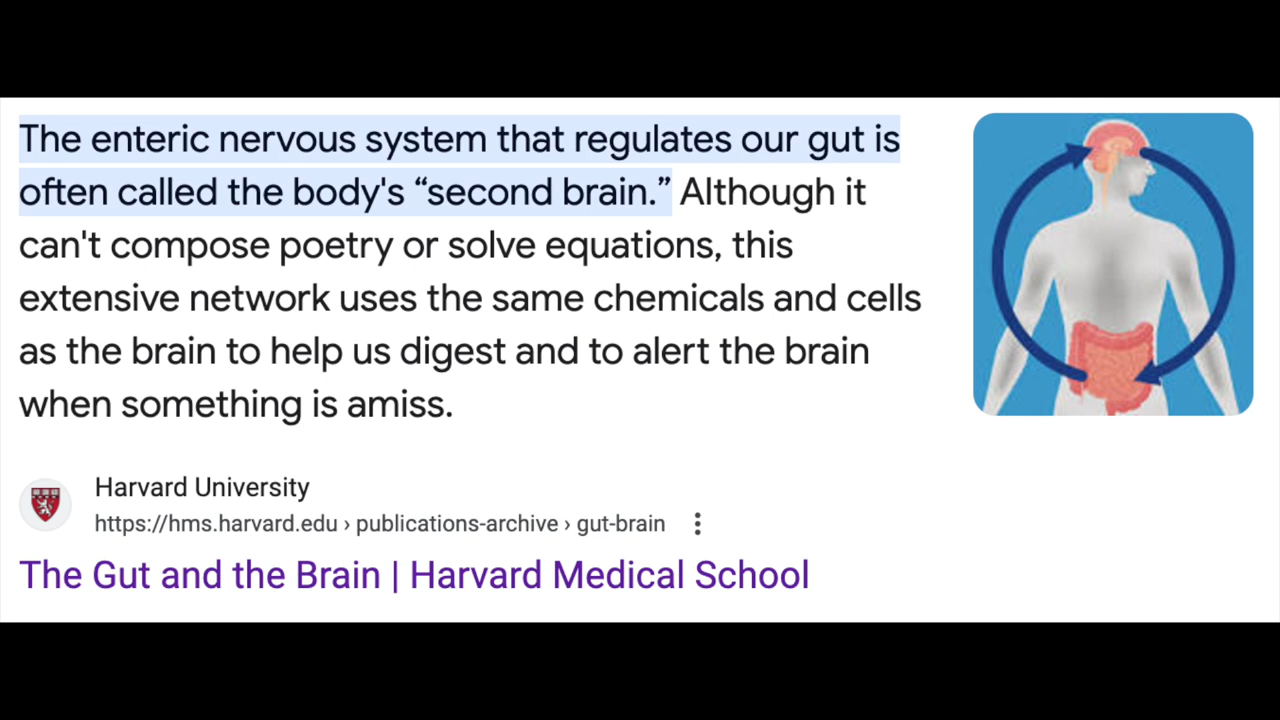 The enteric nervous system that regulates our gut is
often called the body's “second brain.” Although it
can't compose poetry or solve equations, this
extensive network uses the same chemicals and cells
as the brain to help us digest and to alert the brain
when something is amiss.
Harvard University
https://hms.harvard.edu › publications-archive › gut-brain
The Gut and the Brain | Harvard Medical School